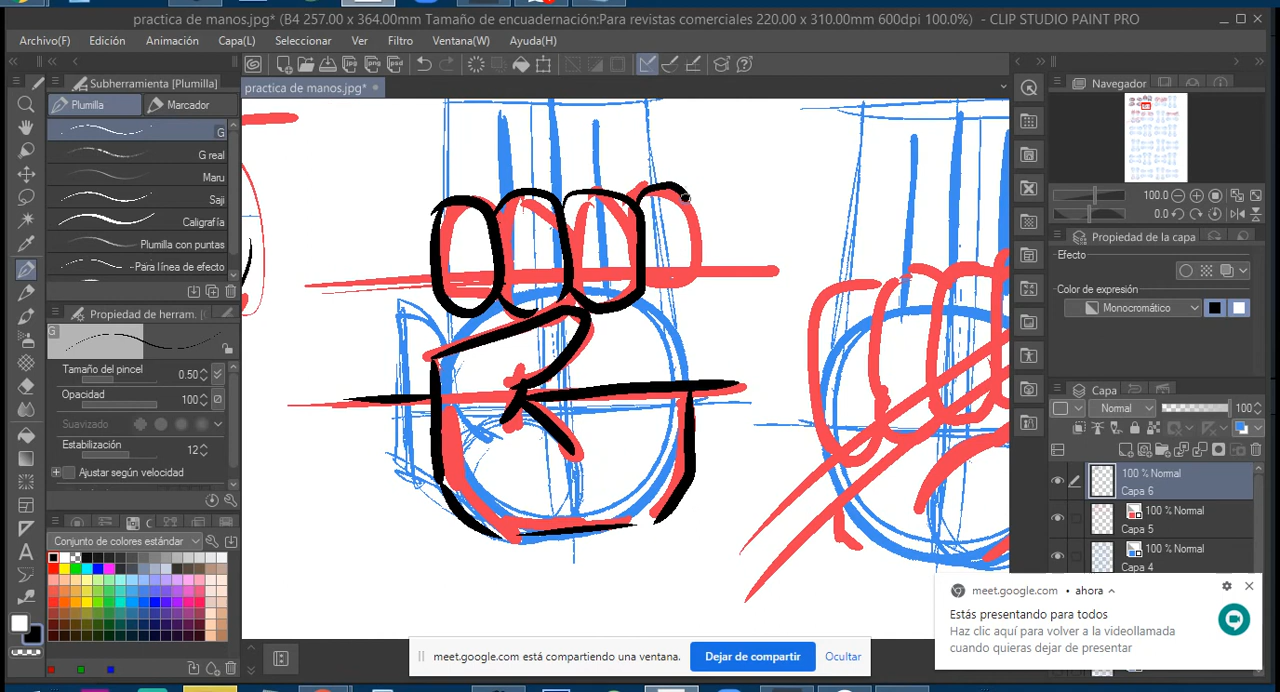 practica de manos.jpg* (B4 257.00 x 364.00mm Tamaño de encuadernación:Para revistas comerciales 220.00 x 310.00mm 600dpi 100.0%) - CLIP STUDIO PAINT PRO
Archivo(F) Edición Animación Capa(L) Seleccionar Ver Filtro Ventana(W) Ayuda(H)
Subherramienta [Plumilla]
practica de manos.jpg*
Navegador
Plumilla Marcador
G
G real
Maru
Caligrafía
Plumilla con puntas
Para línea de efecto
100.0
0.0
Propiedad de la capa
Efecto
Color de expresión
Monocromático
Propiedad de herram. [
G
Tamaño del pincel 0.50
Opacidad 100
Suavizado
Estabilización 12
Ajustar según velocidad
Capa
Normal 100
100 % Normal
Capa 6
100 % Normal
Capa 5
100 % Normal
Capa 4
Conjunto de colores estándar
meet.google.com • ahora
Estás presentando para todos
Haz clic aquí para volver a la videollamada
cuando quieras dejar de presentar
meet.google.com está compartiendo una ventana. Dejar de compartir Ocultar